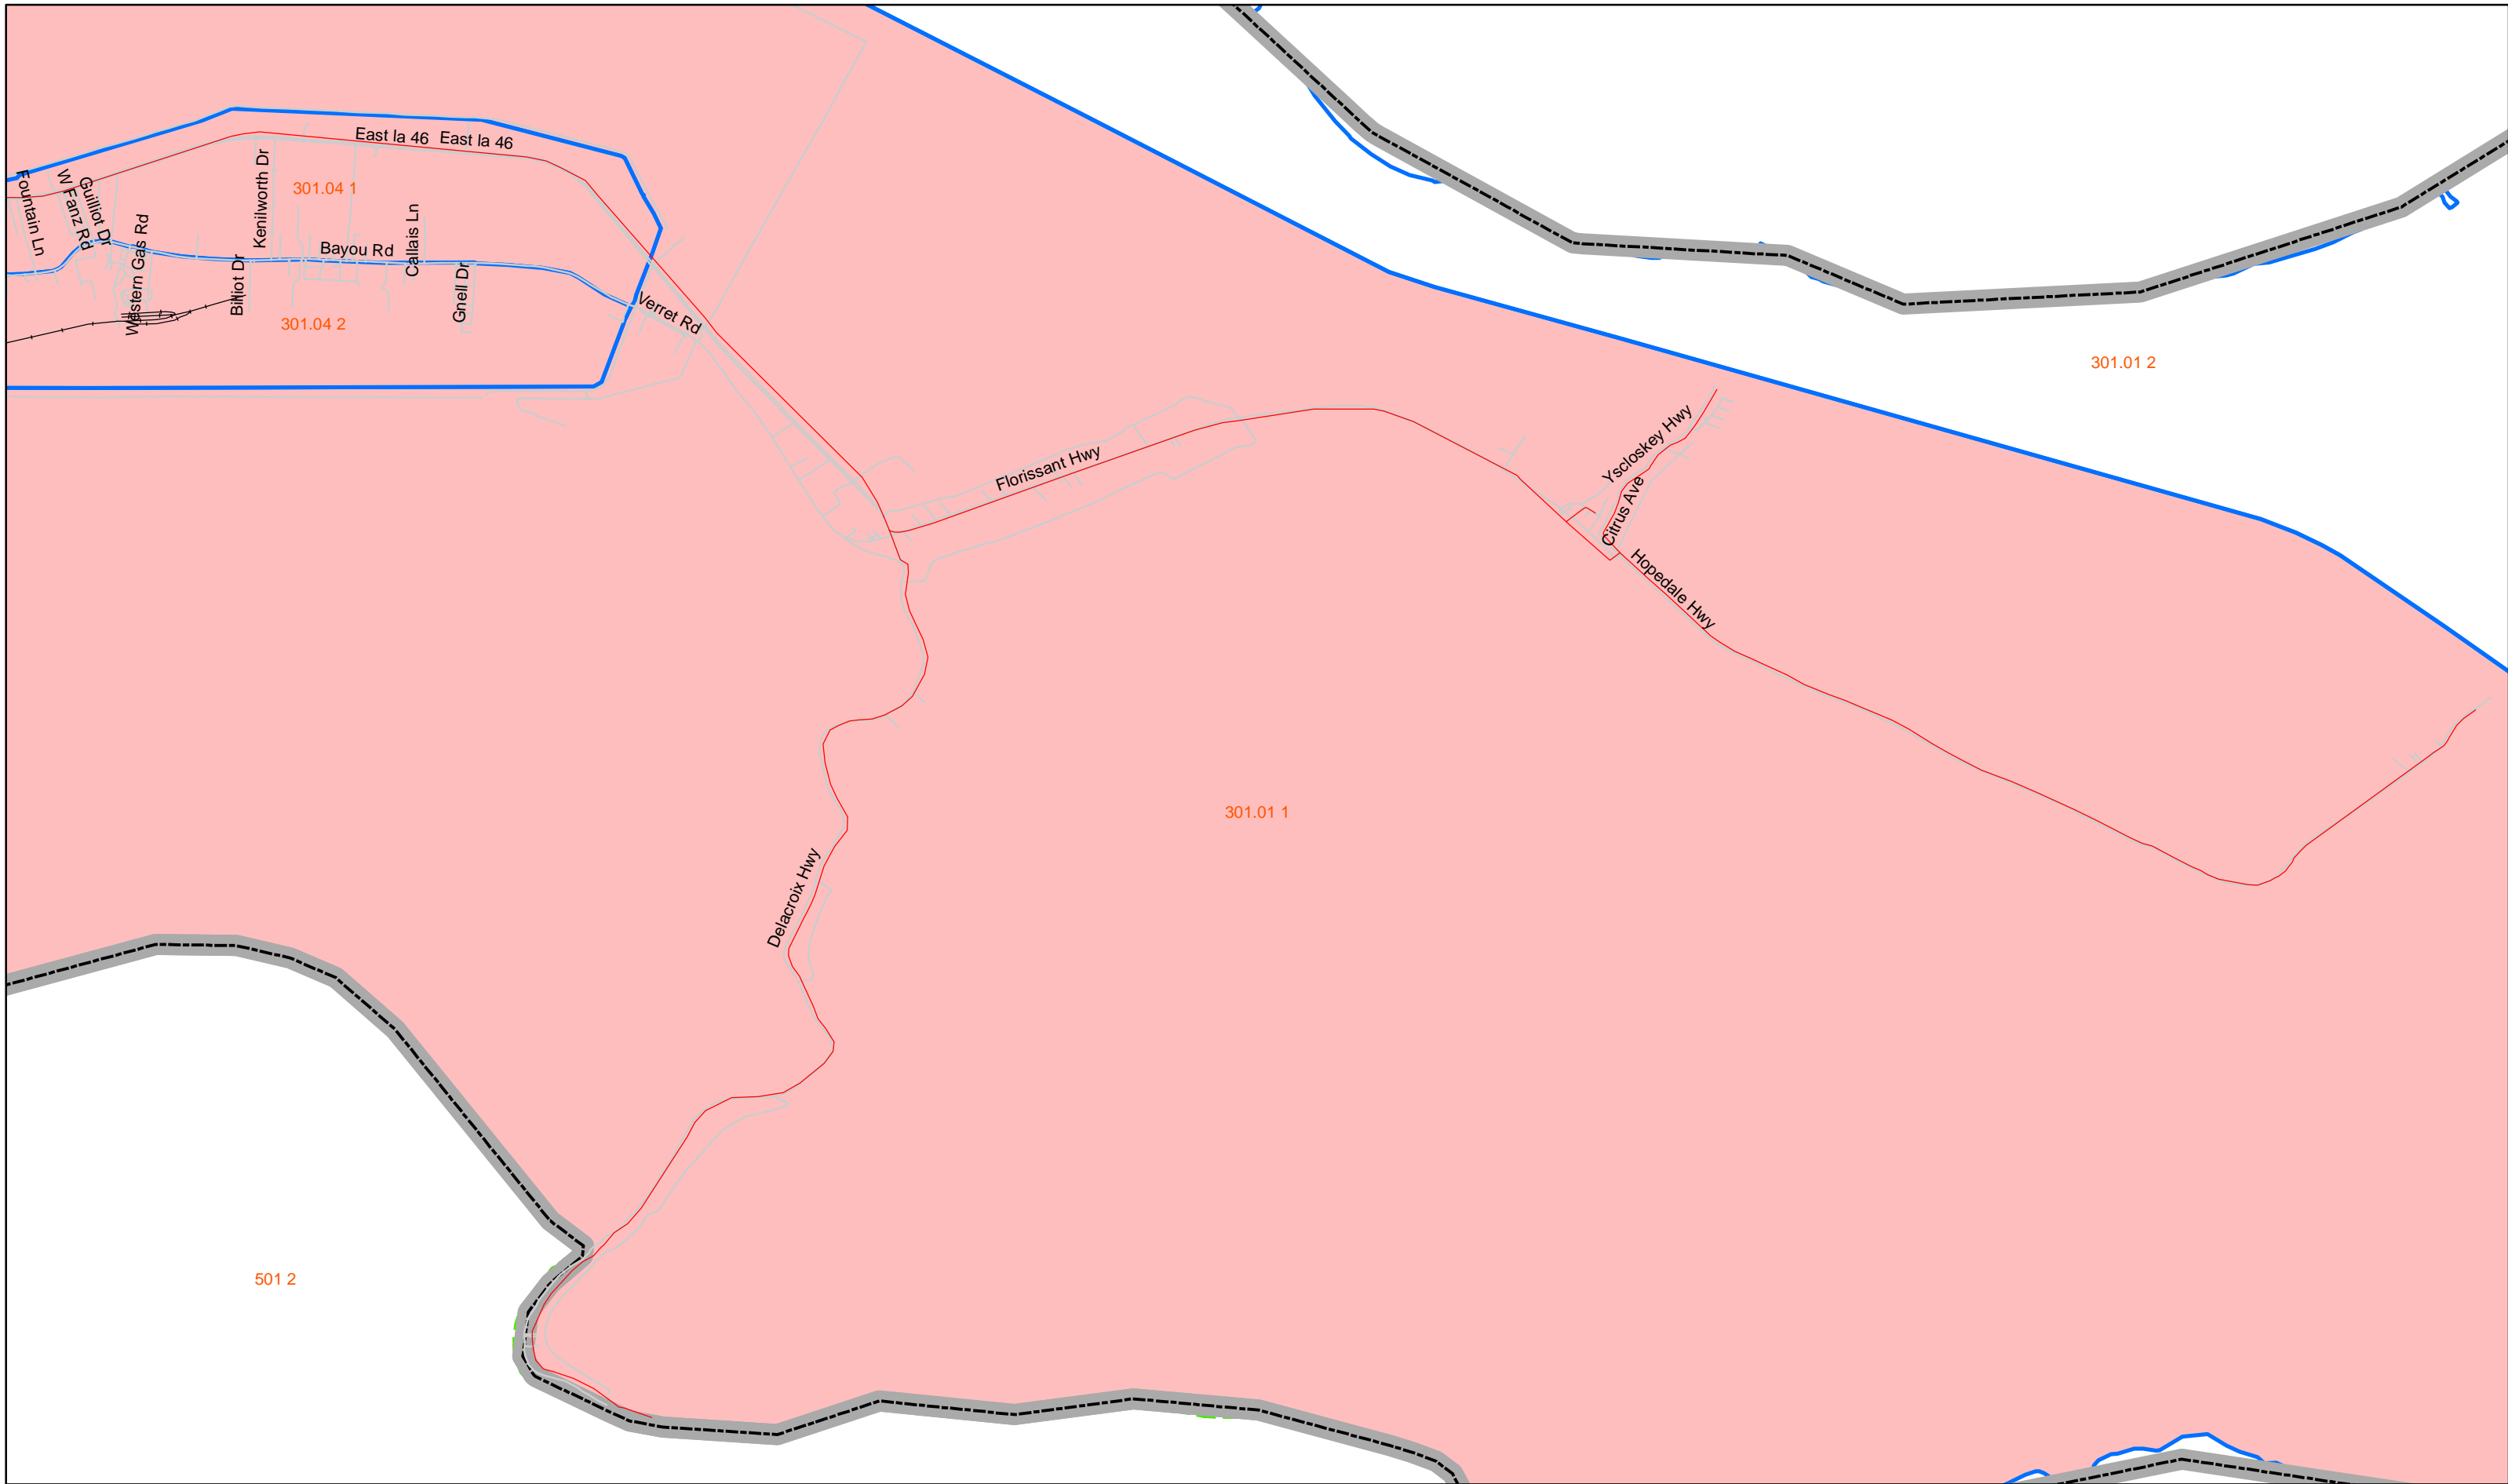 East la 46 East la 46
Fountain Ln
W Franz Rd
Guilliot Dr
Western Gas Rd
Kenilworth Dr
301.04 1
Bayou Rd
Callais Ln
Billiot Dr
Gnell Dr
301.04 2
Verret Rd
301.01 2
Florissant Hwy
Yscloskey Hwy
Citrus Ave
Hopedale Hwy
301.01 1
Delacroix Hwy
501 2